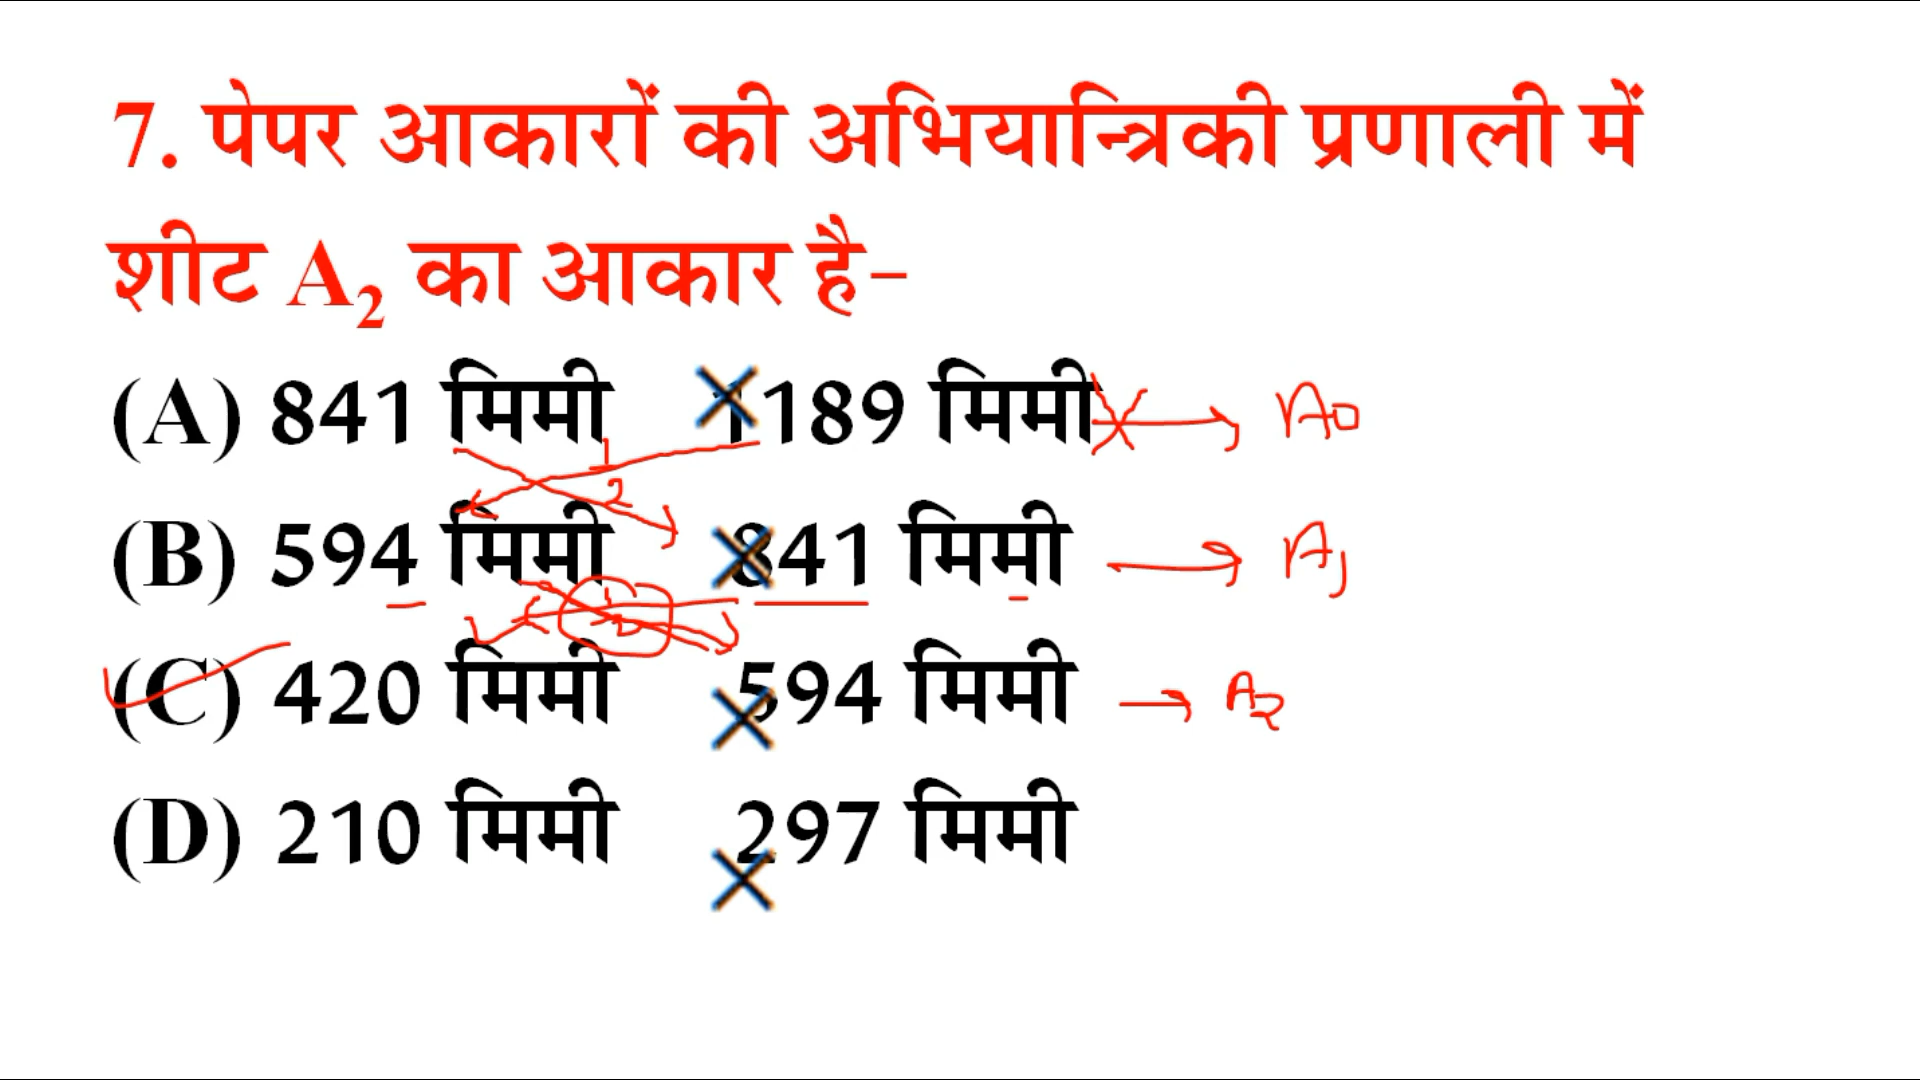 7. पेपर आकारों की अभियान्त्रिकी प्रणाली में
शीट A₂ का आकार है-
(A) 841 मिमी × 1189 मिमी → A0
(B) 594 मिमी × 841 मिमी → A1
(C) 420 मिमी × 594 मिमी → A2
(D) 210 मिमी × 297 मिमी